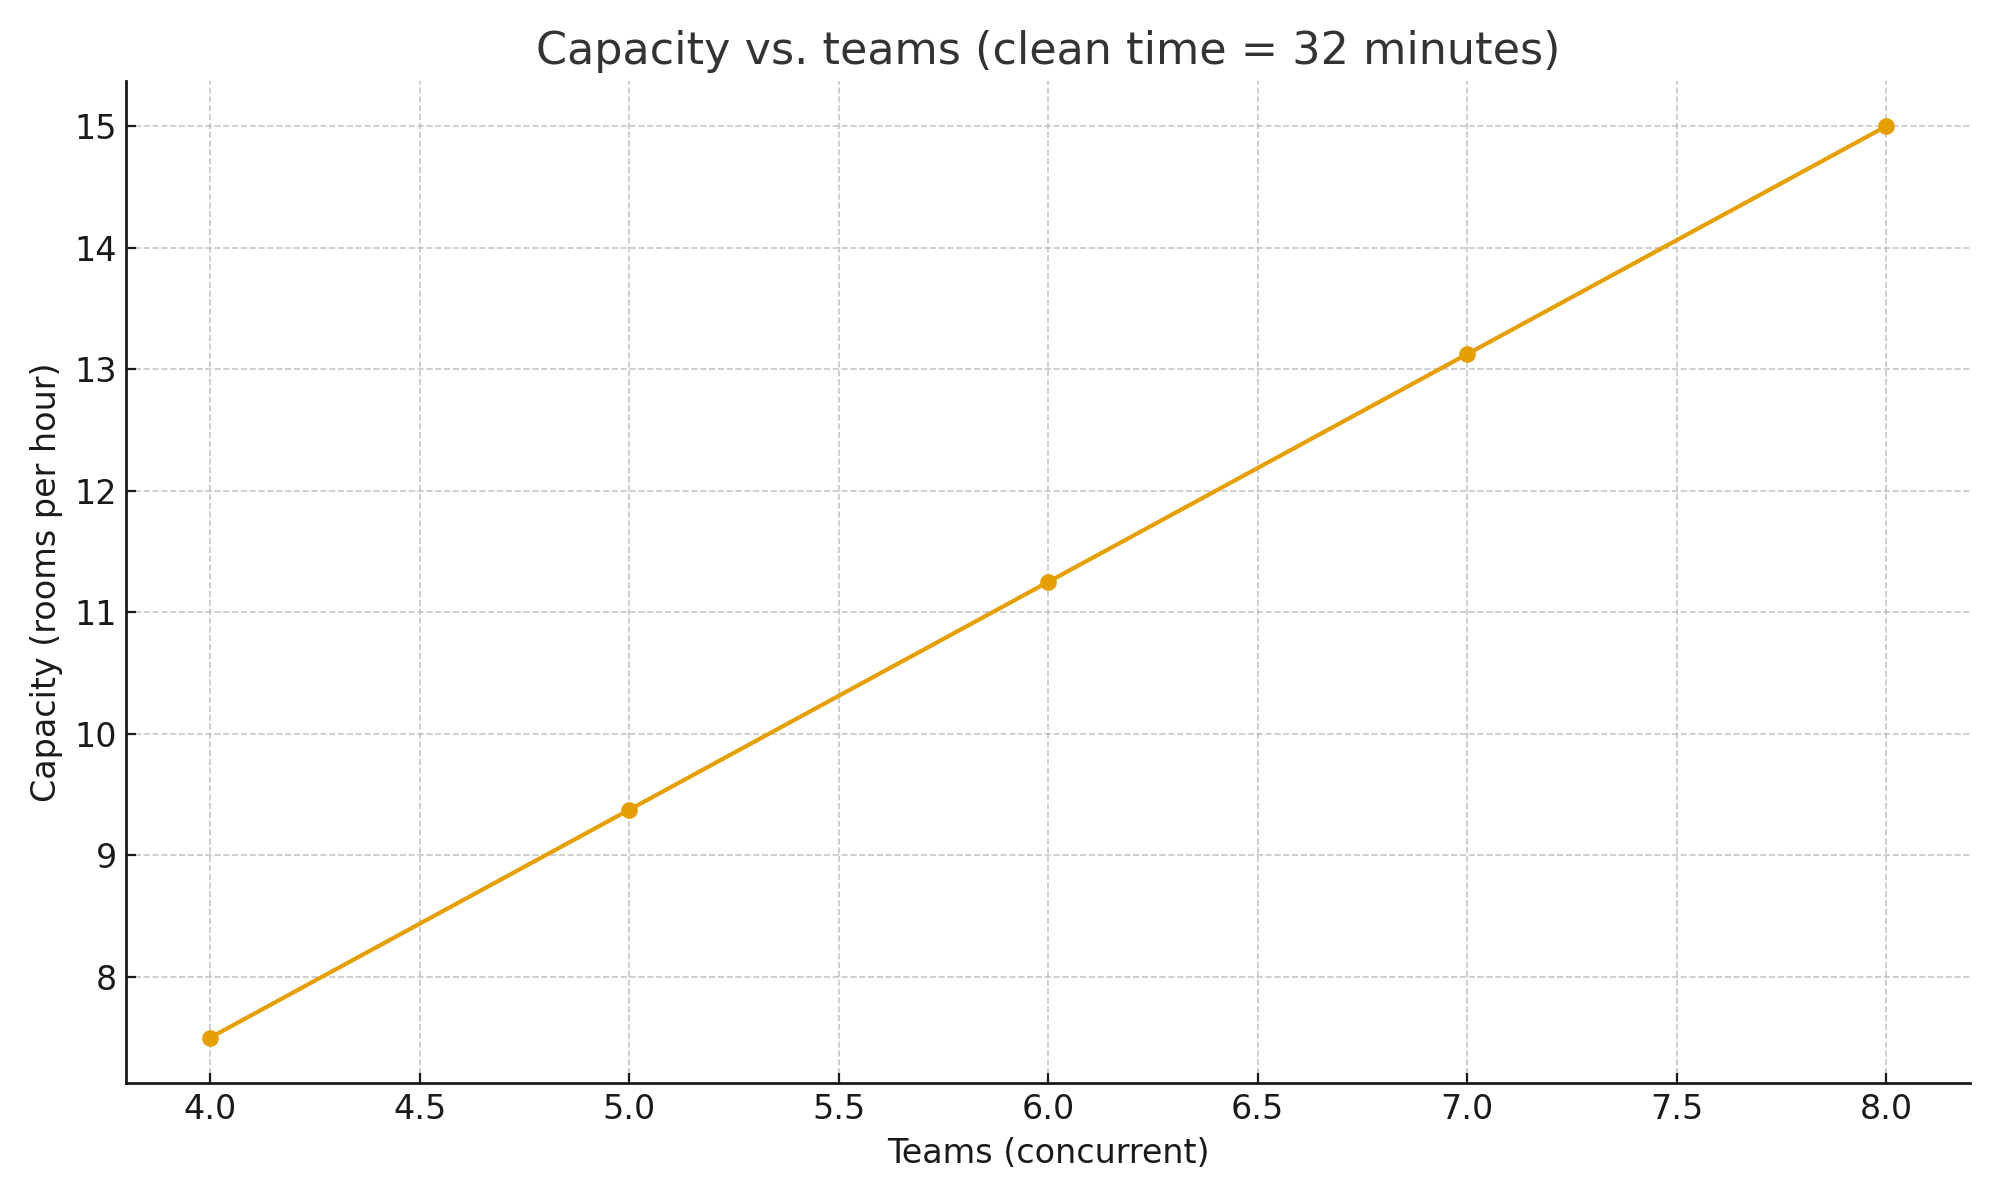 Capacity vs. teams (clean time = 32 minutes)
Capacity (rooms per hour)
15
14
13
12
11
10
9
8
4.0 4.5 5.0 5.5 6.0 6.5 7.0 7.5 8.0
Teams (concurrent)